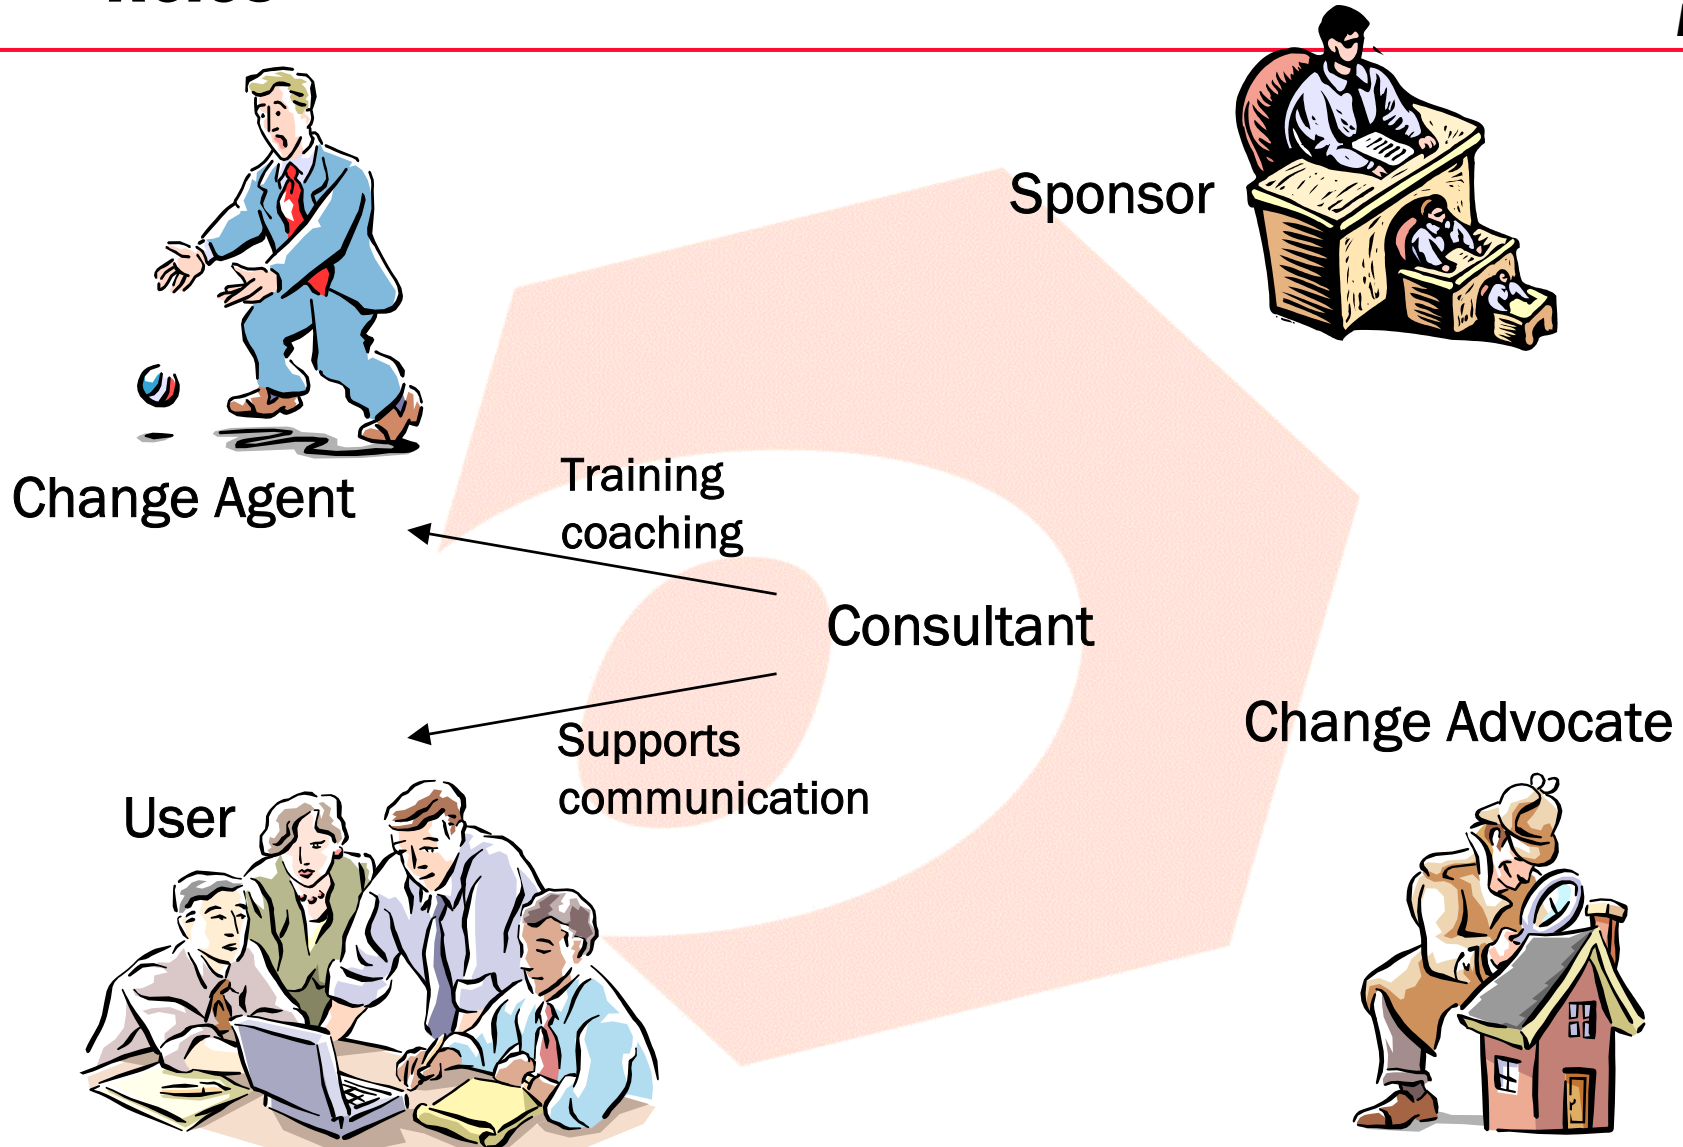 Sponsor
Change Agent
Training
coaching
Consultant
Change Advocate
Supports
communication
User